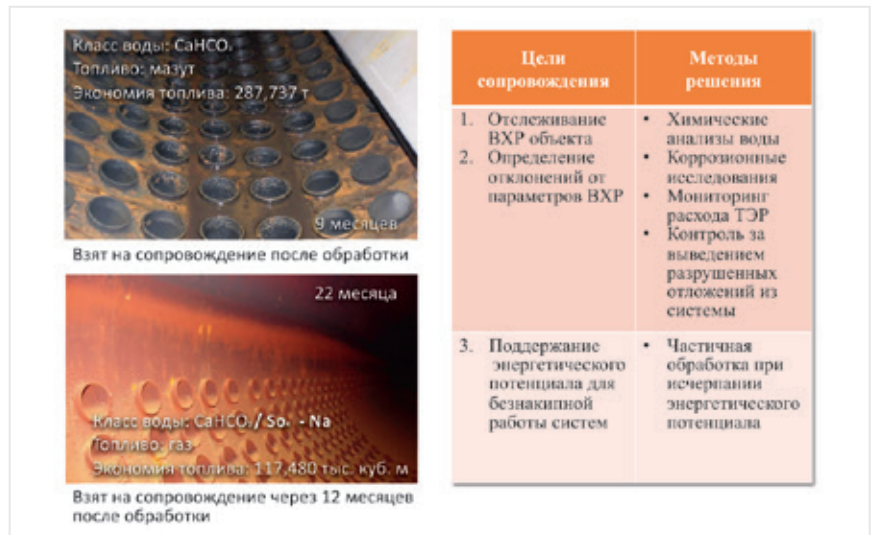 Класс воды: CaHCO₃
Топливо: мазут
Экономия топлива: 287,737 т
9 месяцев
Взят на сопровождение после обработки
22 месяца
Класс воды: CaHCO₃/ So₄ - Na
Топливо: газ
Экономия топлива: 117,480 тыс. куб. м
Взят на сопровождение через 12 месяцев
после обработки
Цели
сопровождения
1. Отслеживание
ВХР объекта
2. Определение
отклонений от
параметров ВХР
3. Поддержание
энергетического
потенциала для
безнакипной
работы систем
Методы
решения
• Химические
анализы воды
• Коррозионные
исследования
• Мониторинг
расхода ТЭР
• Контроль за
выведением
разрушенных
отложений из
системы
• Частичная
обработка при
исчерпании
энергетического
потенциала